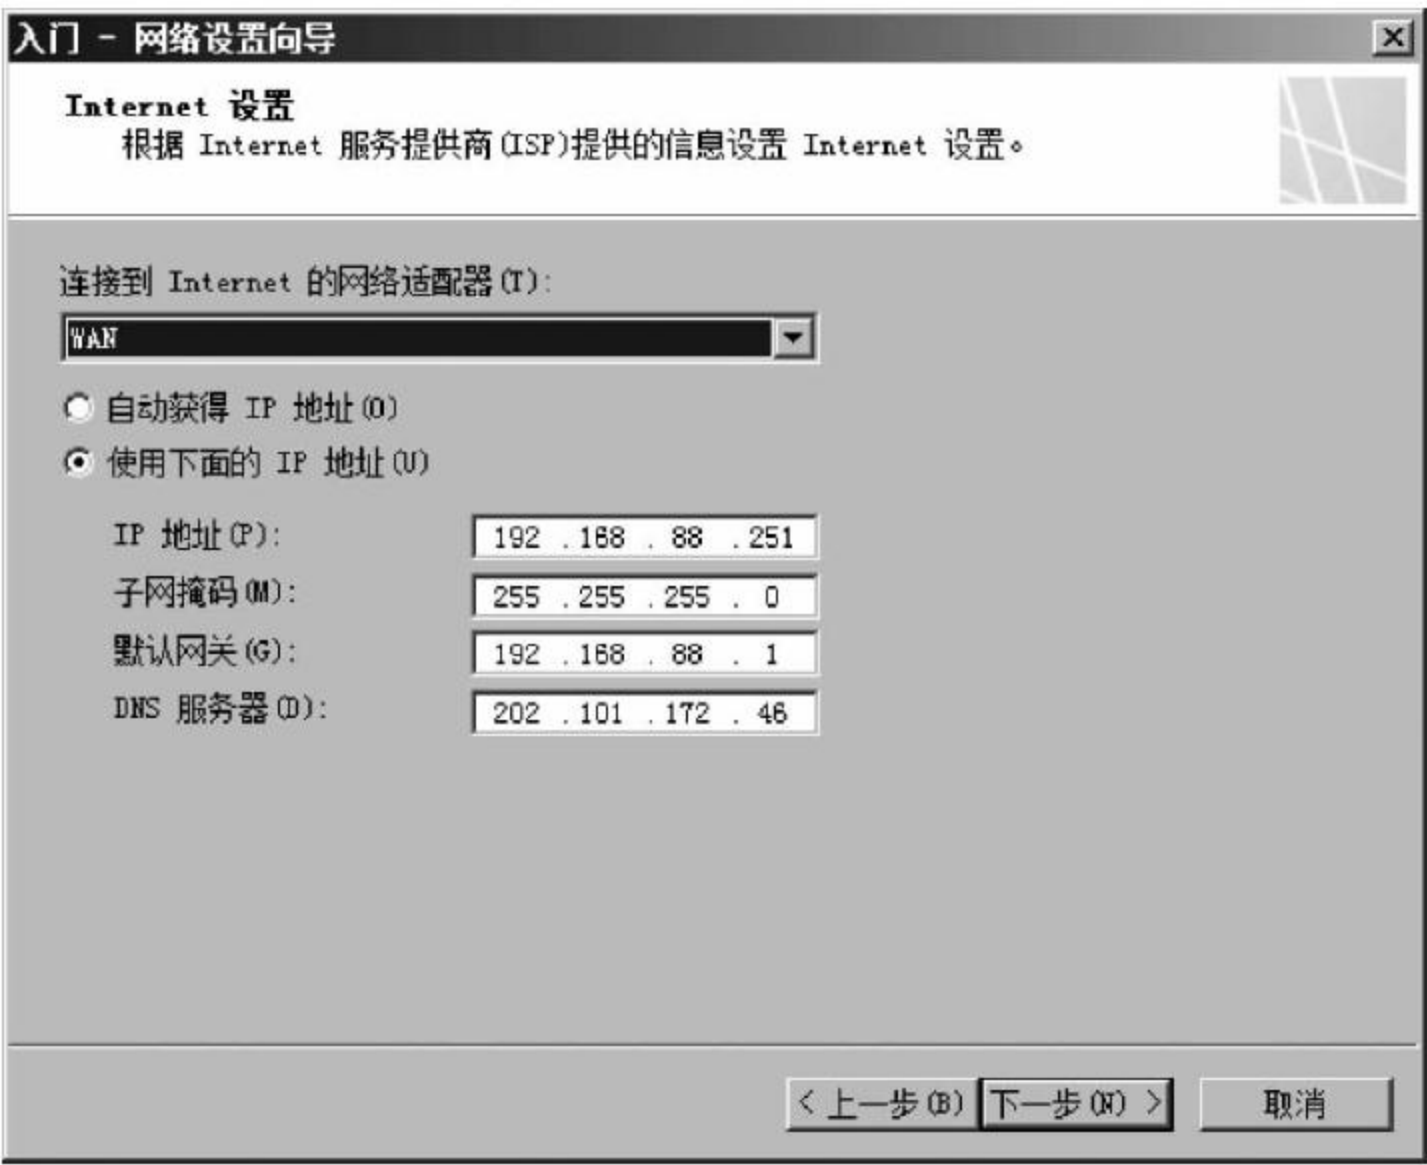 入门 - 网络设置向导
Internet 设置
根据 Internet 服务提供商(ISP)提供的信息设置 Internet 设置。
连接到 Internet 的网络适配器(T):
WAN
自动获得 IP 地址(O)
使用下面的 IP 地址(U)
IP 地址(P): 192 .168 . 88 .251
子网掩码(M): 255 .255 .255 . 0
默认网关(G): 192 .168 . 88 . 1
DNS 服务器(D): 202 .101 .172 . 46
< 上一步(B) 下一步(N) > 取消